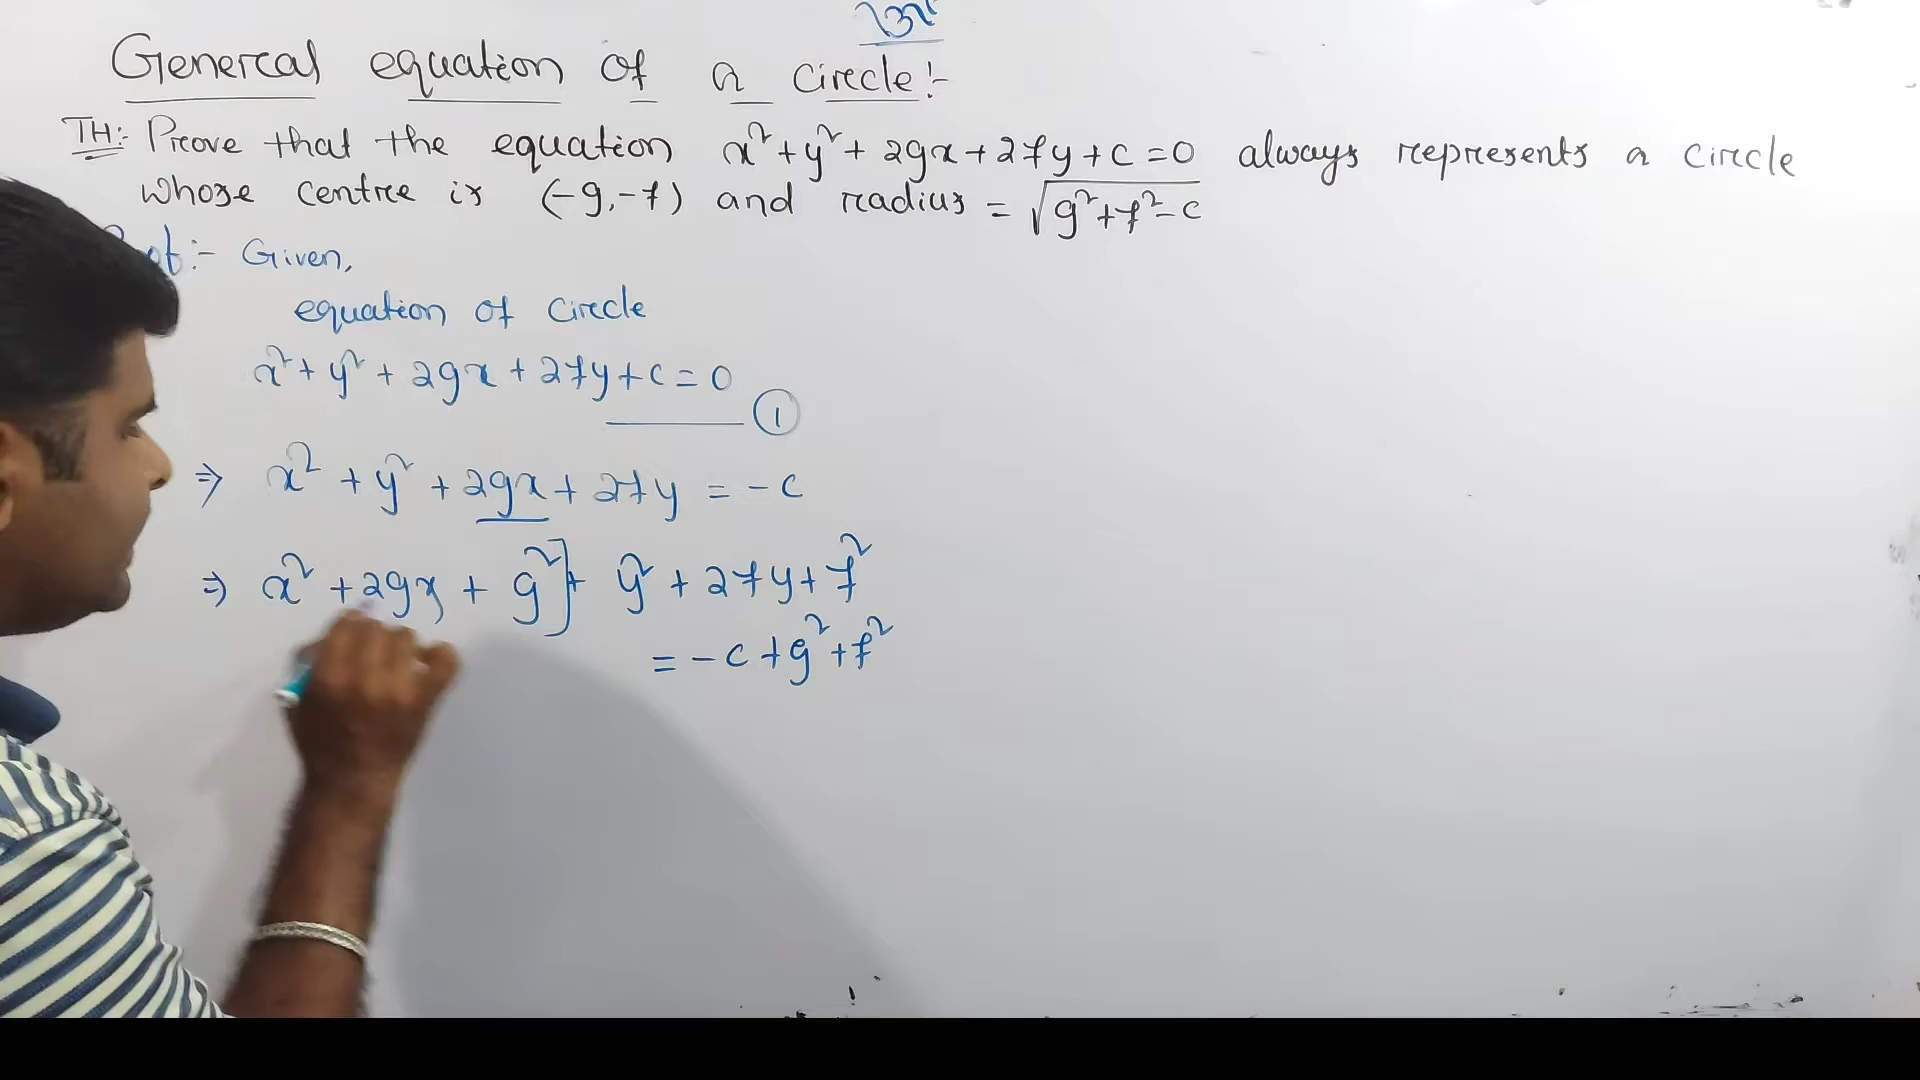 General equation of a circle:-
TH:- Prove that the equation x²+y²+2gx+2fy+c=0 always represents a circle
whose centre is (-g,-f) and radius = √g²+f²-c
:- Given,
equation of circle
x²+y²+2gx+2fy+c=0
①
⇒ x²+y²+2gx+2fy = -c
⇒ x²+2gx+g²]+ y²+2fy+f²
= -c+g²+f²